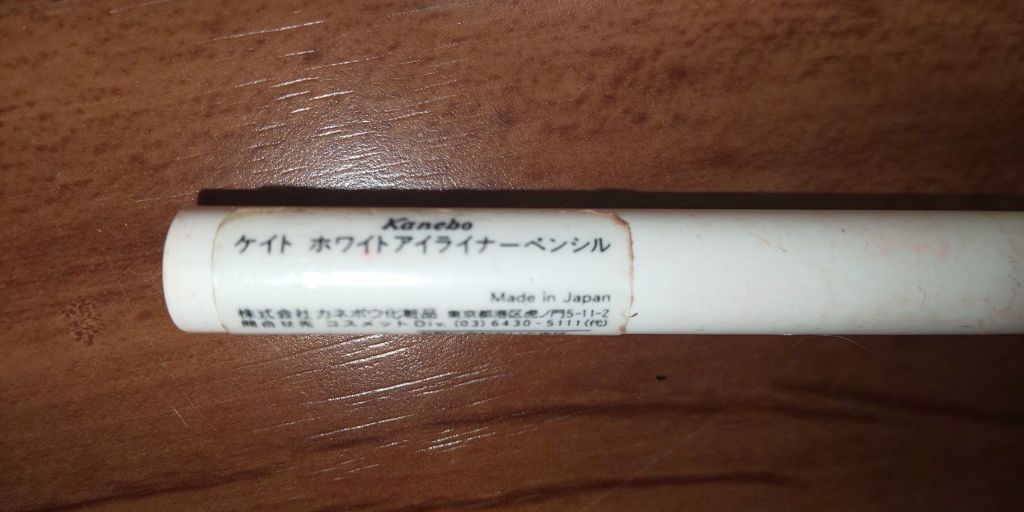 Kanebo
ケイト ホワイトアイライナーペンシル
Made in Japan
株式会社 カネボウ化粧品 東京都港区虎ノ門5-11-2
問合せ先 コスメットDiv. (03)6430-5111(代)